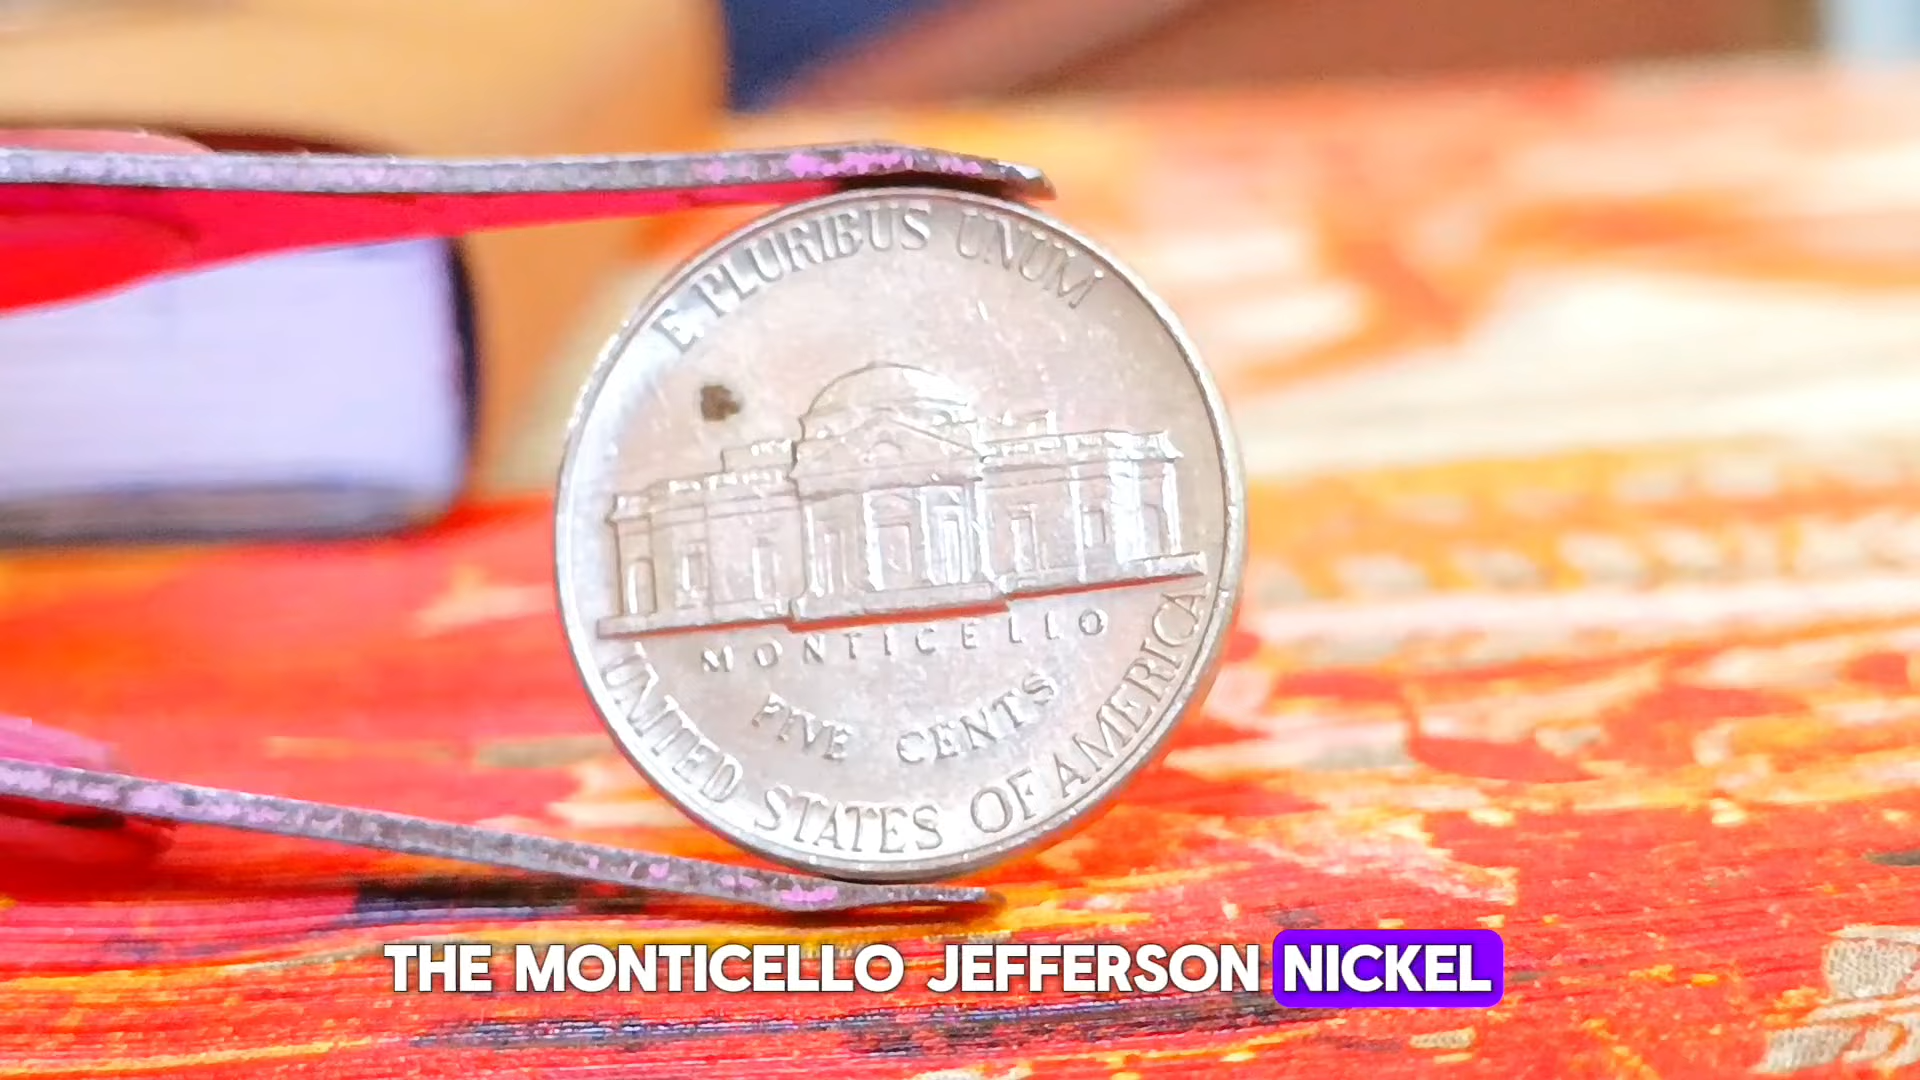 E PLURIBUS UNUM
MONTICELLO
FIVE CENTS
UNITED STATES OF AMERICA
THE MONTICELLO JEFFERSON NICKEL